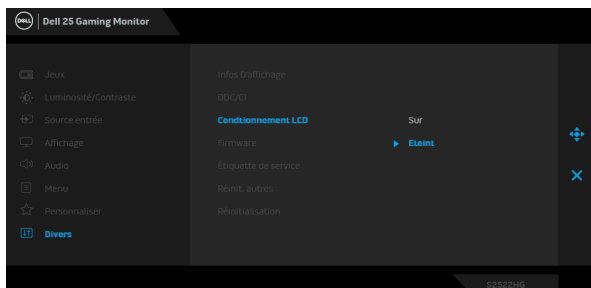 DELL Dell 25 Gaming Monitor
Jeux
Luminosité/Contraste
Source entrée
Affichage
Audio
Menu
Personnaliser
Divers
Infos D'affichage
DDC/CI
Condtionnement LCD Sur
Firmware Eteint
Étiquette de service
Réinit. autres
Réinitialisation
S2522HG